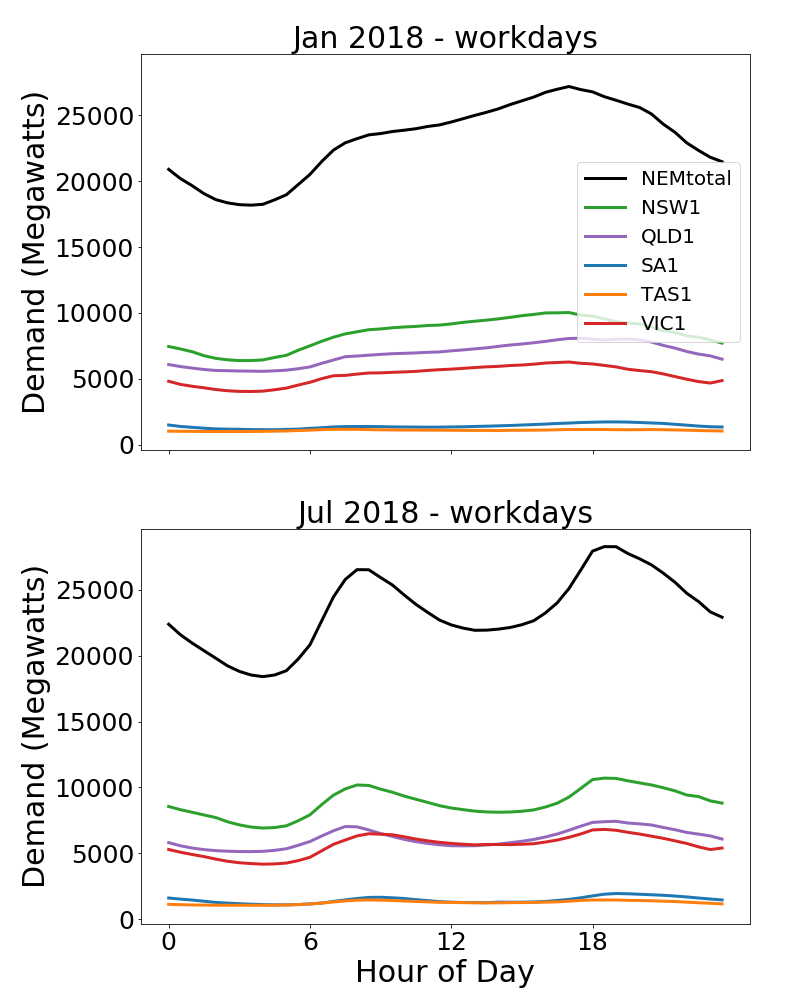 Jan 2018 - workdays
Demand (Megawatts)
25000
20000
15000
10000
5000
0
NEMtotal
NSW1
QLD1
SA1
TAS1
VIC1
Jul 2018 - workdays
Demand (Megawatts)
25000
20000
15000
10000
5000
0
0 6 12 18
Hour of Day